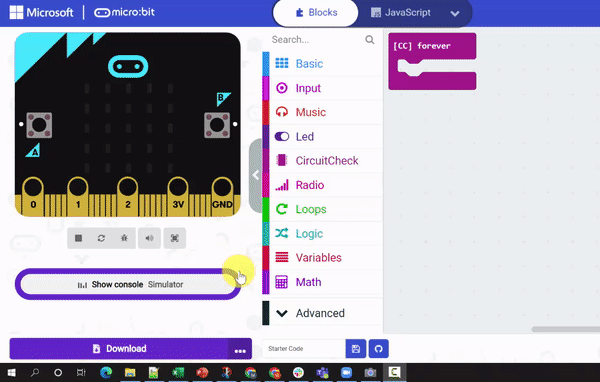 Microsoft
micro:bit
Blocks
JavaScript
Search...
[CC] forever
Basic
Input
Music
Led
CircuitCheck
Radio
Loops
Logic
Variables
Math
Advanced
B
A
0 1 2 3V GND
Show console Simulator
Download
Starter Code